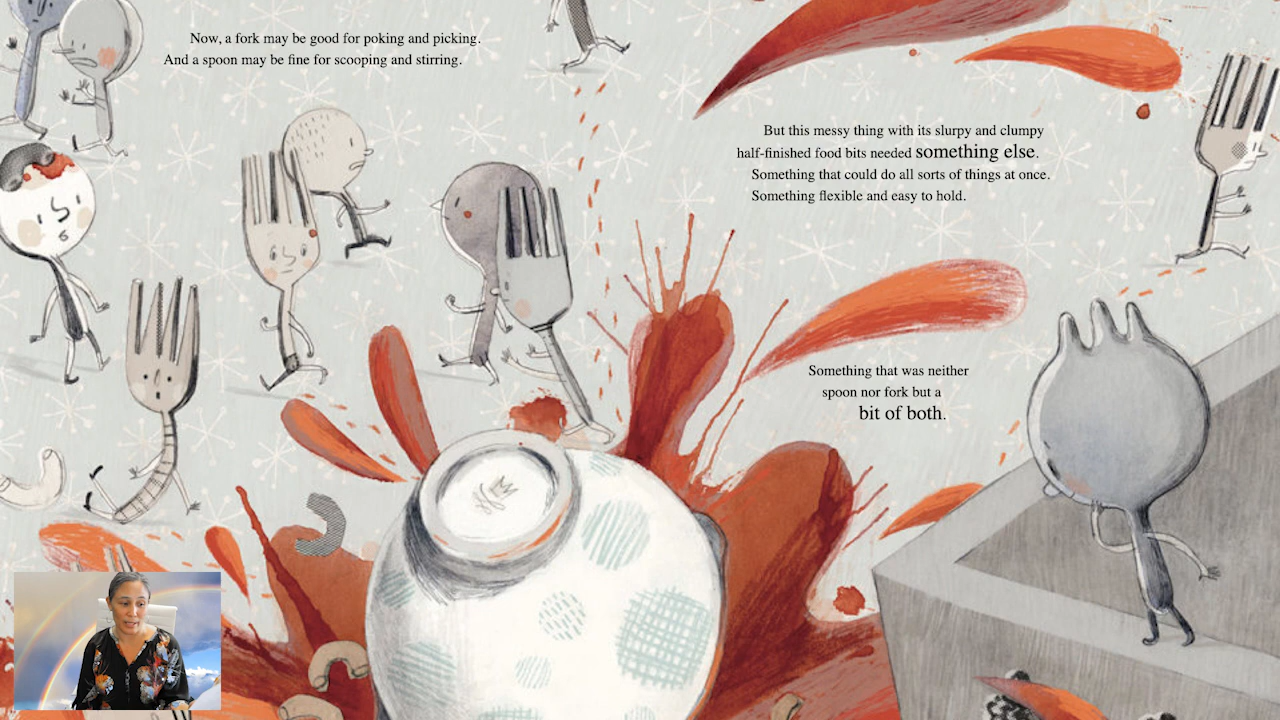 Now, a fork may be good for poking and picking.
And a spoon may be fine for scooping and stirring.
But this messy thing with its slurpy and clumpy
half-finished food bits needed something else.
Something that could do all sorts of things at once.
Something flexible and easy to hold.
Something that was neither
spoon nor fork but a
bit of both.